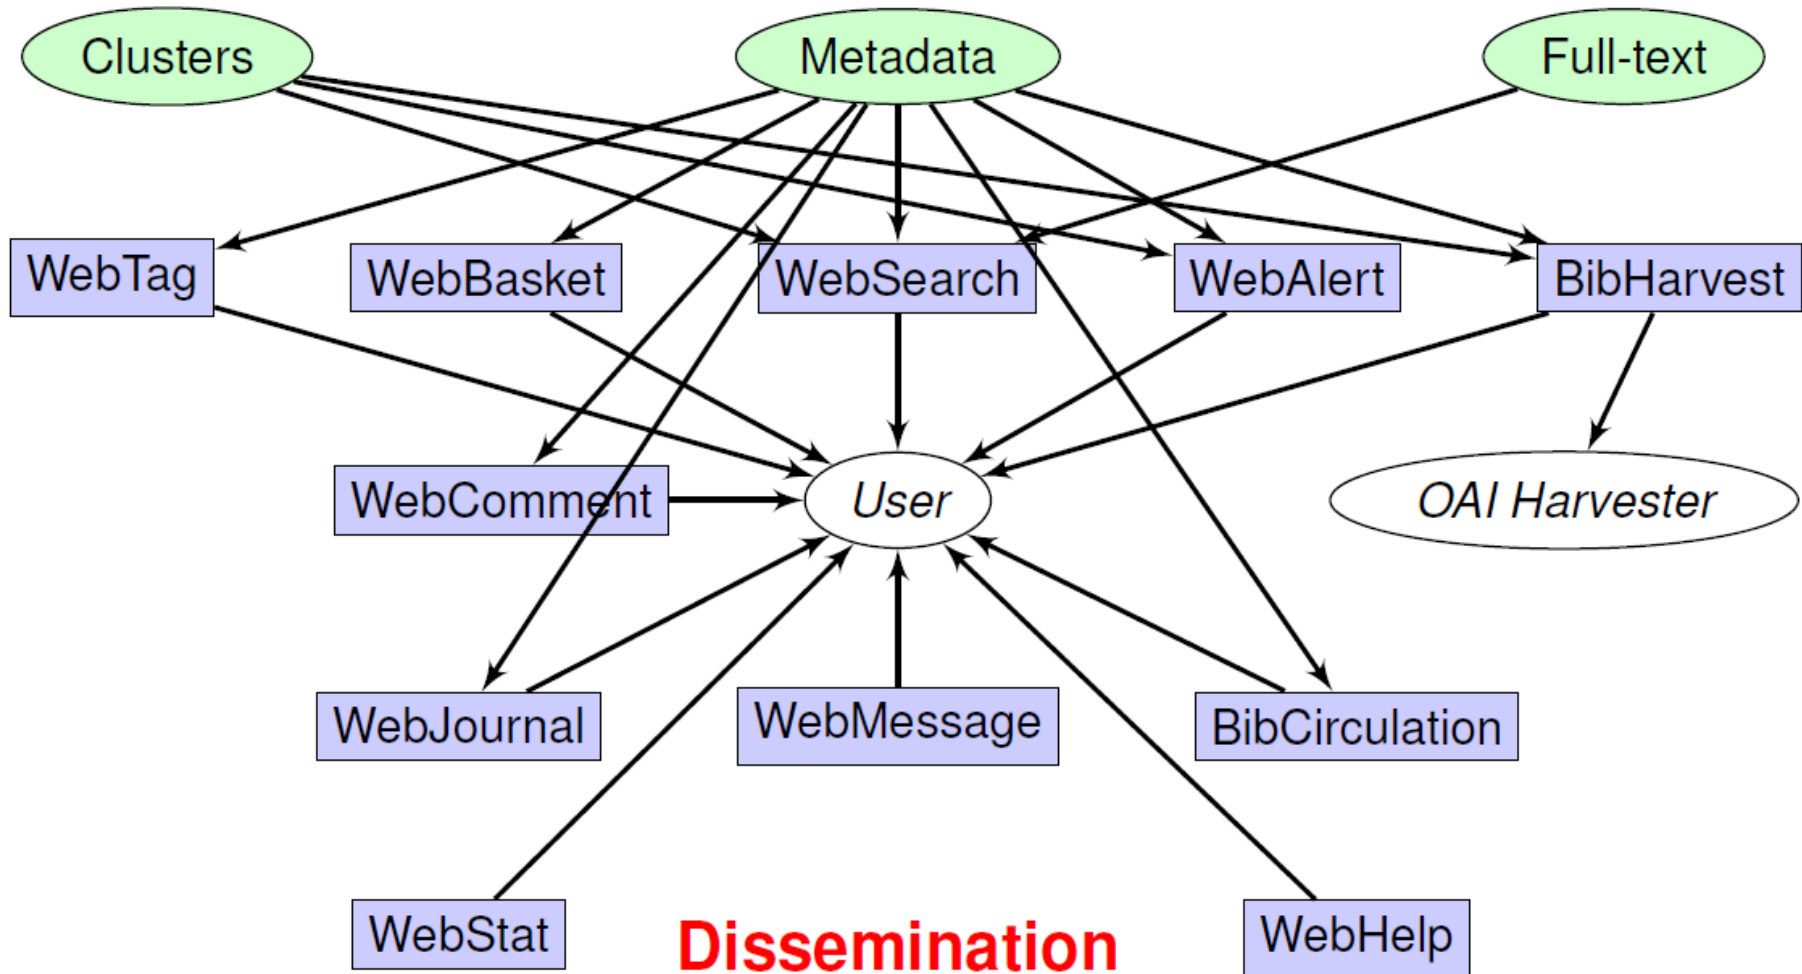 Clusters
Metadata
Full-text
WebTag
WebBasket
WebSearch
WebAlert
BibHarvest
WebComment
User
OAI Harvester
WebJournal
WebMessage
BibCirculation
WebStat
Dissemination
WebHelp